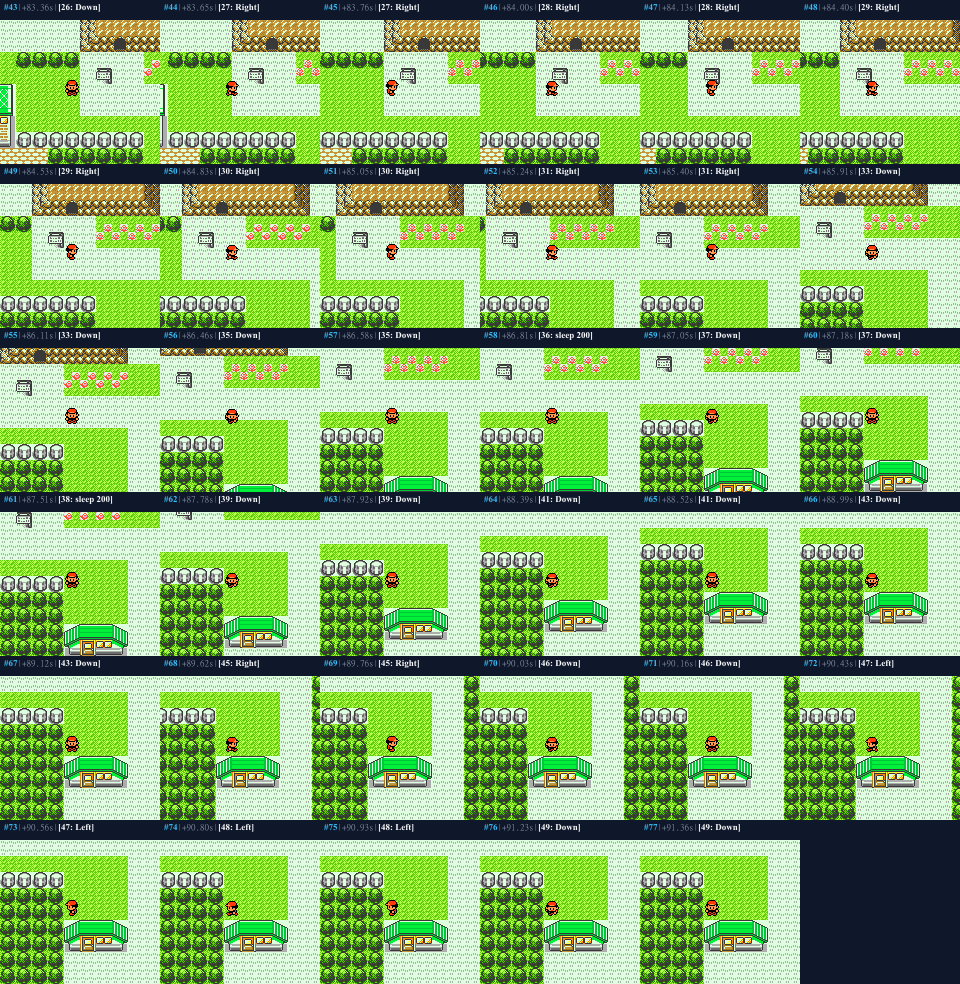 #43|+83.36s|[26: Down]
#44|+83.65s|[27: Right]
#45|+83.76s|[27: Right]
#46|+84.00s|[28: Right]
#47|+84.13s|[28: Right]
#48|+84.40s|[29: Right]
#49|+84.53s|[29: Right]
#50|+84.83s|[30: Right]
#51|+85.05s|[30: Right]
#52|+85.24s|[31: Right]
#53|+85.40s|[31: Right]
#54|+85.91s|[33: Down]
#55|+86.11s|[33: Down]
#56|+86.46s|[35: Down]
#57|+86.58s|[35: Down]
#58|+86.81s|[36: sleep 200]
#59|+87.05s|[37: Down]
#60|+87.18s|[37: Down]
#61|+87.51s|[38: sleep 200]
#62|+87.78s|[39: Down]
#63|+87.92s|[39: Down]
#64|+88.39s|[41: Down]
#65|+88.52s|[41: Down]
#66|+88.99s|[43: Down]
#67|+89.12s|[43: Down]
#68|+89.62s|[45: Right]
#69|+89.76s|[45: Right]
#70|+90.03s|[46: Down]
#71|+90.16s|[46: Down]
#72|+90.43s|[47: Left]
#73|+90.56s|[47: Left]
#74|+90.80s|[48: Left]
#75|+90.93s|[48: Left]
#76|+91.23s|[49: Down]
#77|+91.36s|[49: Down]